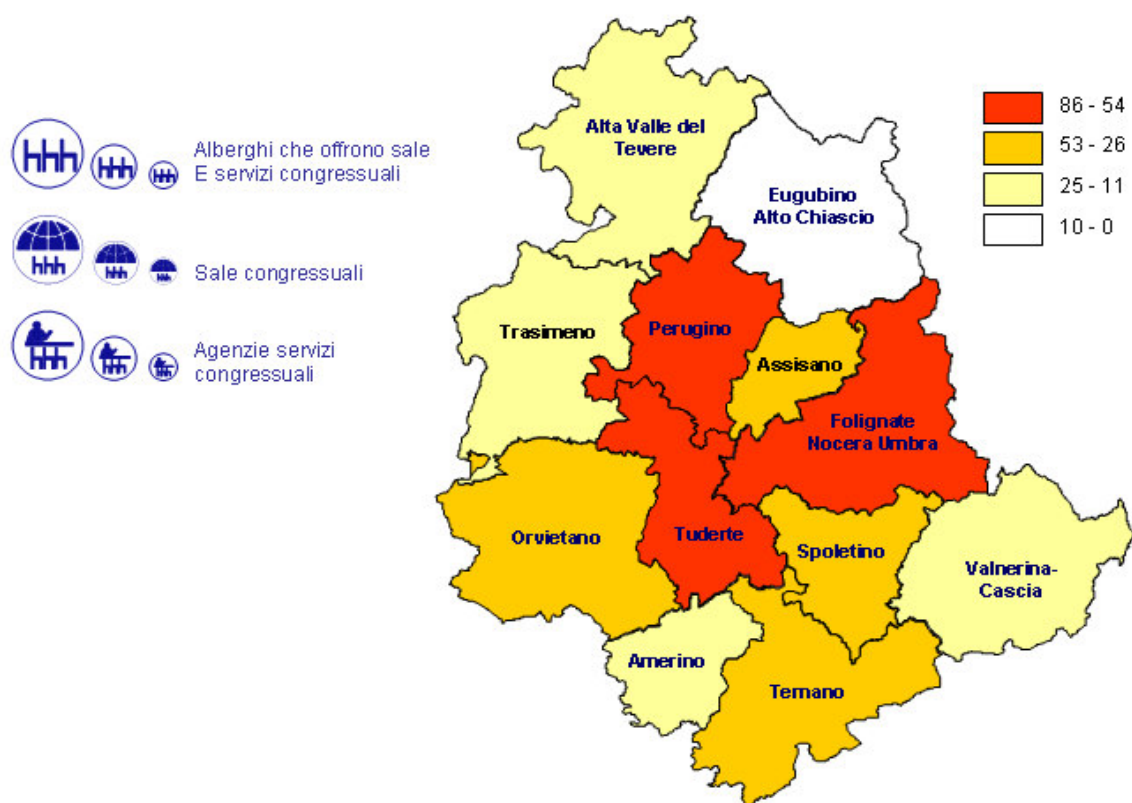 Alberghi che offrono sale
E servizi congressuali
Sale congressuali
Agenzie servizi
congressuali
86 - 54
53 - 26
25 - 11
10 - 0
Alta Valle del
Tevere
Eugubino
Alto Chiascio
Trasimeno
Perugino
Assisano
Folignate
Nocera Umbra
Orvietano
Tuderte
Spoletino
Valnerina-
Cascia
Amerino
Ternano